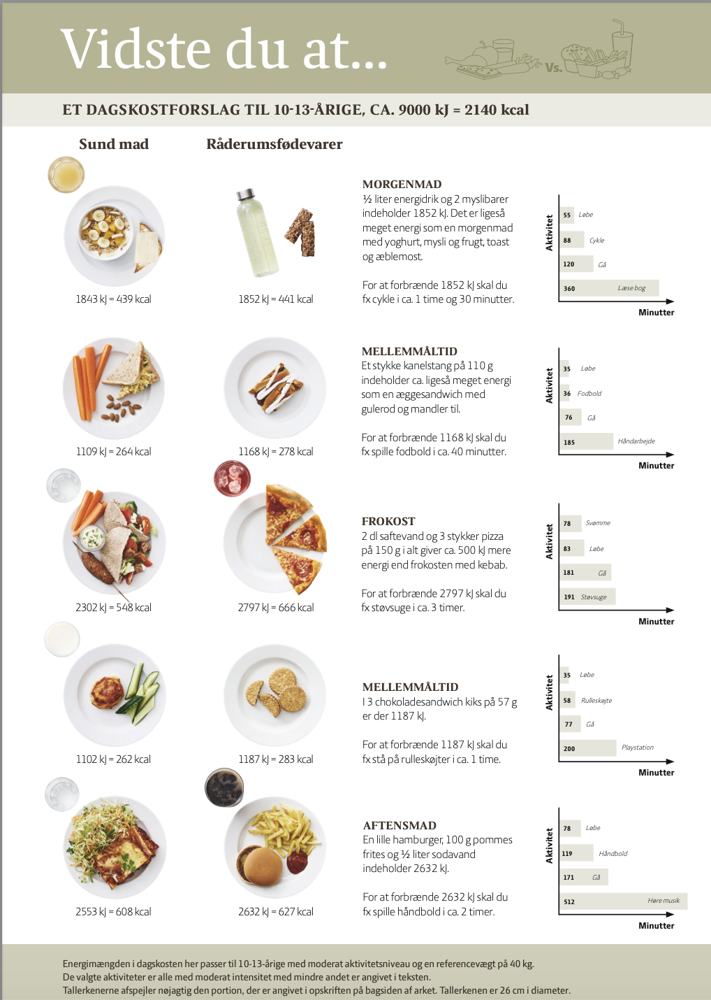 Vidste du at...
Vs.
ET DAGSKOSTFORSLAG TIL 10-13-ÅRIGE, CA. 9000 kJ = 2140 kcal
Sund mad
Råderumsfødevarer
1843 kJ = 439 kcal
1852 kJ = 441 kcal
MORGENMAD
½ liter energidrik og 2 myslibarer
indeholder 1852 kJ. Det er ligeså
meget energi som en morgenmad
med yoghurt, mysli og frugt, toast
og æblemost.
For at forbrænde 1852 kJ skal du
fx cykle i ca. 1 time og 30 minutter.
Aktivitet
55 Løbe
88 Cykle
120 Gå
360 Læse bog
Minutter
1109 kJ = 264 kcal
1168 kJ = 278 kcal
MELLEMMÅLTID
Et stykke kanelstang på 110 g
indeholder ca. ligeså meget energi
som en æggesandwich med
gulerod og mandler til.
For at forbrænde 1168 kJ skal du
fx spille fodbold i ca. 40 minutter.
Aktivitet
35 Løbe
36 Fodbold
76 Gå
185 Håndarbejde
Minutter
2302 kJ = 548 kcal
2797 kJ = 666 kcal
FROKOST
2 dl saftevand og 3 stykker pizza
på 150 g i alt giver ca. 500 kJ mere
energi end frokosten med kebab.
For at forbrænde 2797 kJ skal du
fx støvsuge i ca. 3 timer.
Aktivitet
78 Svømme
83 Løbe
181 Gå
191 Støvsuge
Minutter
1102 kJ = 262 kcal
1187 kJ = 283 kcal
MELLEMMÅLTID
I 3 chokoladesandwich kiks på 57 g
er der 1187 kJ.
For at forbrænde 1187 kJ skal du
fx stå på rulleskøjter i ca. 1 time.
Aktivitet
35 Løbe
58 Rulleskøjte
77 Gå
200 Playstation
Minutter
2553 kJ = 608 kcal
2632 kJ = 627 kcal
AFTENSMAD
En lille hamburger, 100 g pommes
frites og ½ liter sodavand
indeholder 2632 kJ.
For at forbrænde 2632 kJ skal du
fx spille håndbold i ca. 2 timer.
Aktivitet
78 Løbe
119 Håndbold
171 Gå
512 Høre musik
Minutter
Energimængden i dagskosten her passer til 10-13-årige med moderat aktivitetsniveau og en referencevægt på 40 kg.
De valgte aktiviteter er alle med moderat intensitet med mindre andet er angivet i teksten.
Tallerkenerne afspejler nøjagtig den portion, der er angivet i opskriften på bagsiden af arket. Tallerkenen er 26 cm i diameter.